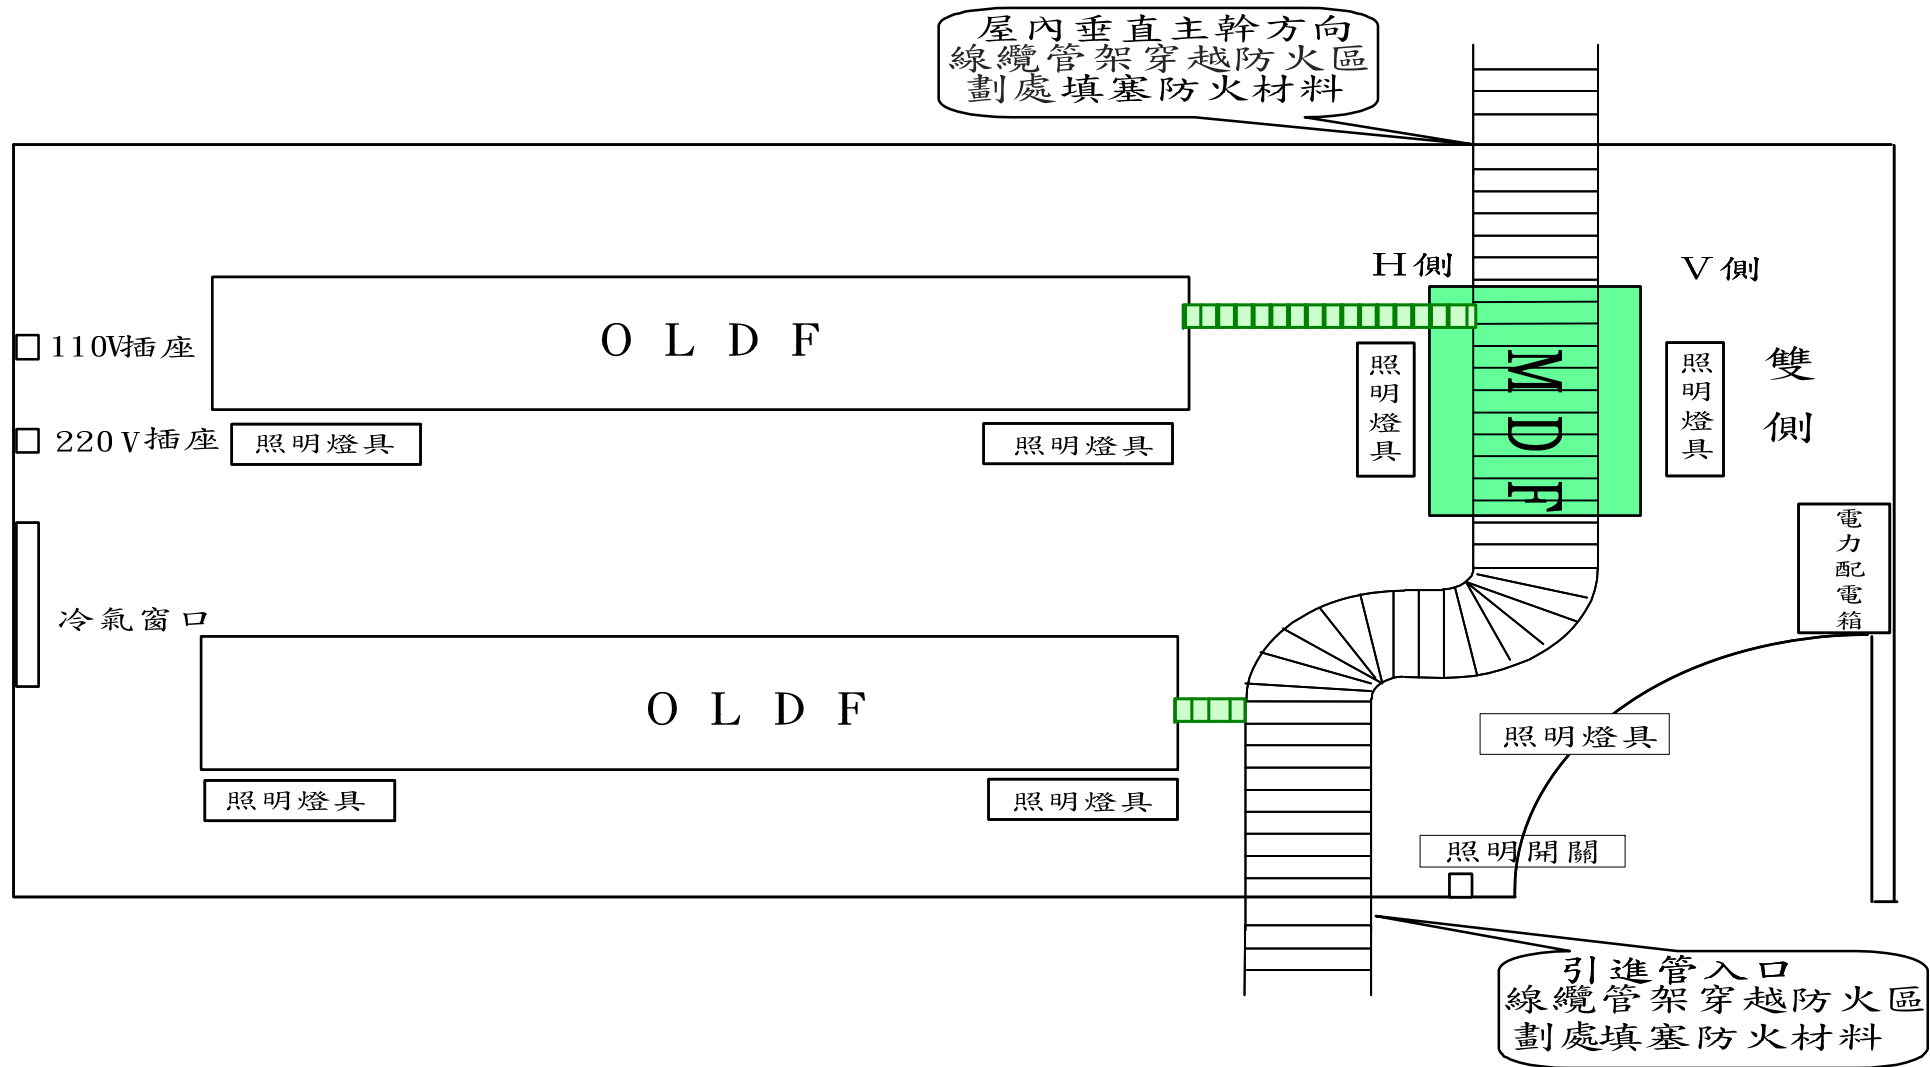 屋內垂直主幹方向
線纜管架穿越防火區
劃處填塞防火材料
H側
V側
OLDF
110V插座
照明燈具
MDF
照明燈具
雙側
220V插座
照明燈具
照明燈具
電力配電箱
冷氣窗口
OLDF
照明燈具
照明燈具
照明燈具
照明開關
引進管入口
線纜管架穿越防火區
劃處填塞防火材料